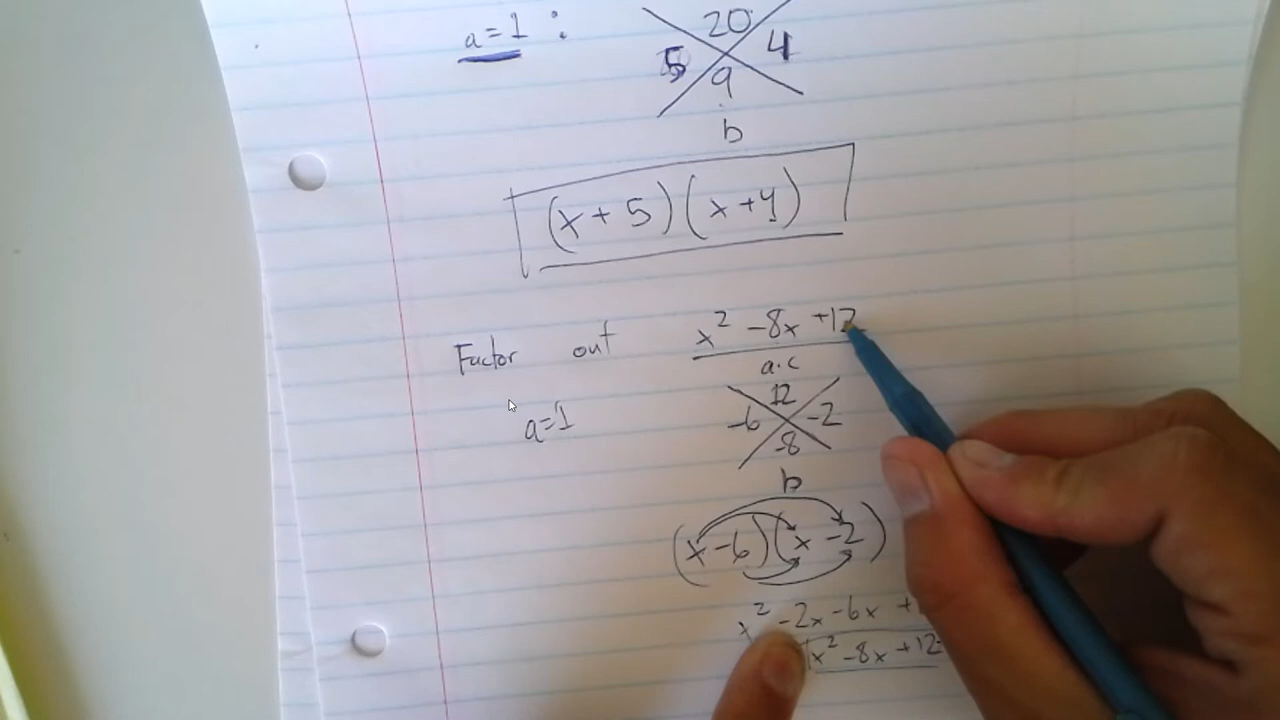 a=1 :
20
5 4
9
b
(x+5)(x+4)
Factor out x² -8x +12
a·c
a=1
12
-6 -2
-8
b
(x-6)(x-2)
x² -2x -6x +
x² -8x +12